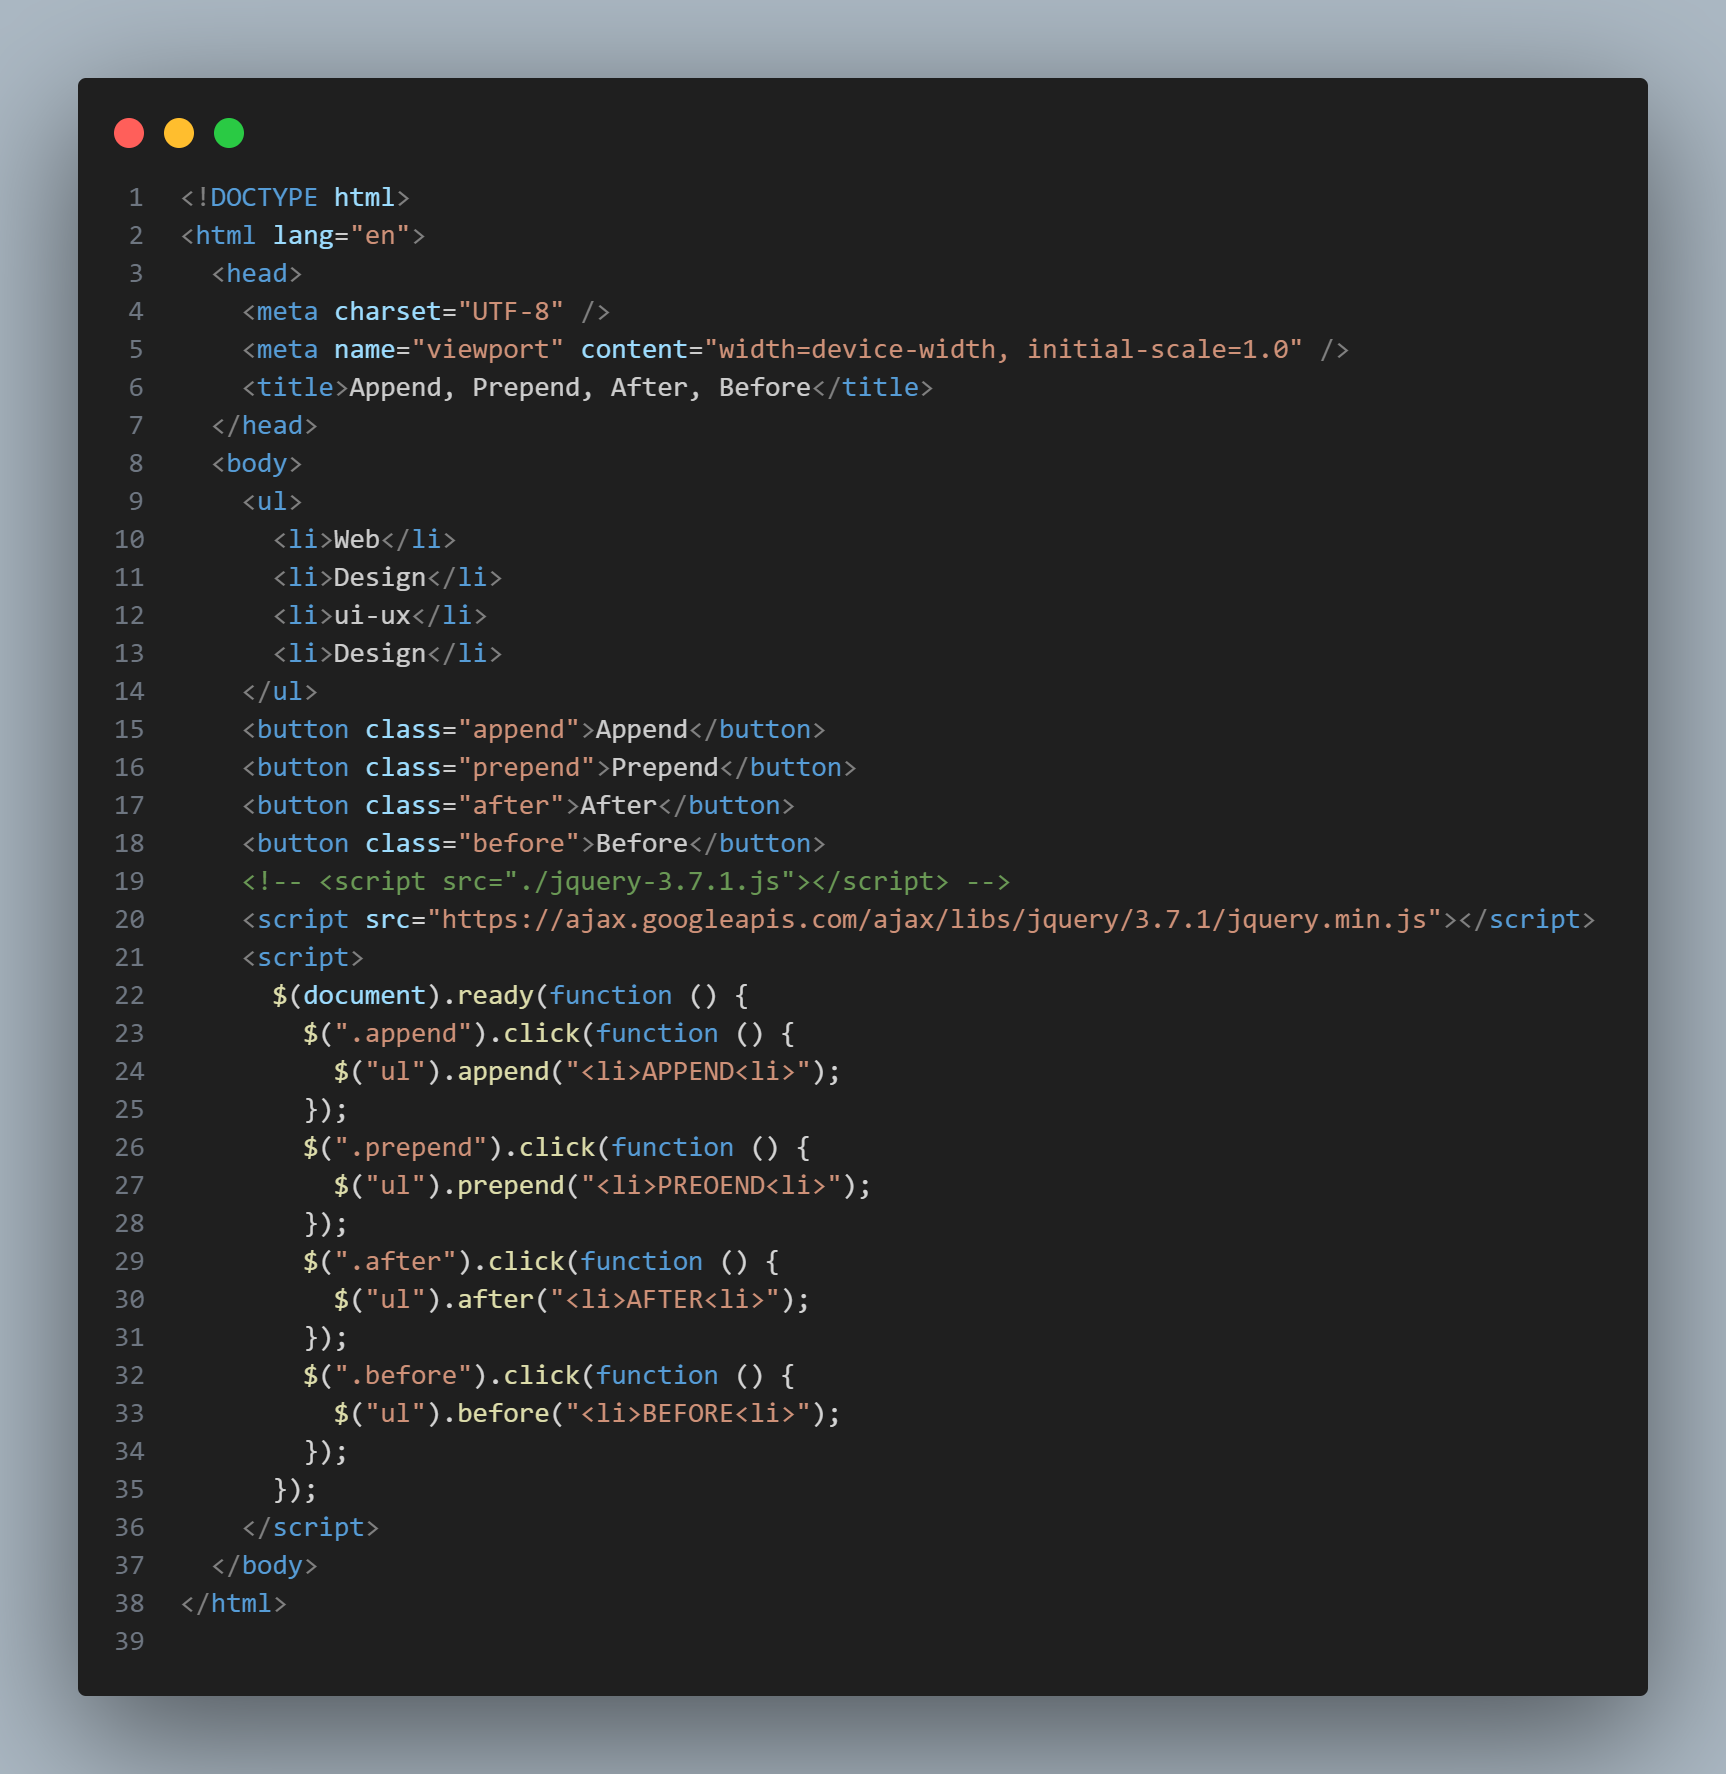 1 <!DOCTYPE html>
2 <html lang="en">
3   <head>
4     <meta charset="UTF-8" />
5     <meta name="viewport" content="width=device-width, initial-scale=1.0" />
6     <title>Append, Prepend, After, Before</title>
7   </head>
8   <body>
9     <ul>
10       <li>Web</li>
11       <li>Design</li>
12       <li>ui-ux</li>
13       <li>Design</li>
14     </ul>
15     <button class="append">Append</button>
16     <button class="prepend">Prepend</button>
17     <button class="after">After</button>
18     <button class="before">Before</button>
19     <!-- <script src="./jquery-3.7.1.js"></script> -->
20     <script src="https://ajax.googleapis.com/ajax/libs/jquery/3.7.1/jquery.min.js"></script>
21     <script>
22       $(document).ready(function () {
23         $(".append").click(function () {
24           $("ul").append("<li>APPEND<li>");
25         });
26         $(".prepend").click(function () {
27           $("ul").prepend("<li>PREOEND<li>");
28         });
29         $(".after").click(function () {
30           $("ul").after("<li>AFTER<li>");
31         });
32         $(".before").click(function () {
33           $("ul").before("<li>BEFORE<li>");
34         });
35       });
36     </script>
37   </body>
38 </html>
39